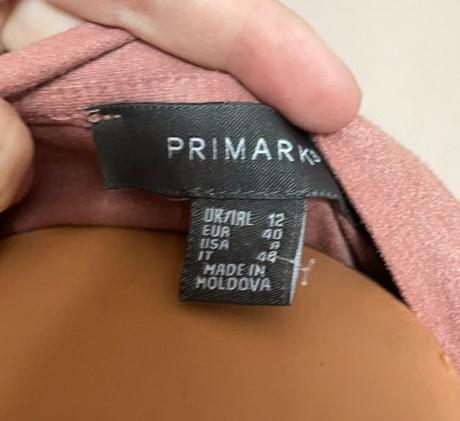 PRIMARK
UK/IRL 12
EUR 40
USA 8
IT 48
MADE IN
MOLDOVA